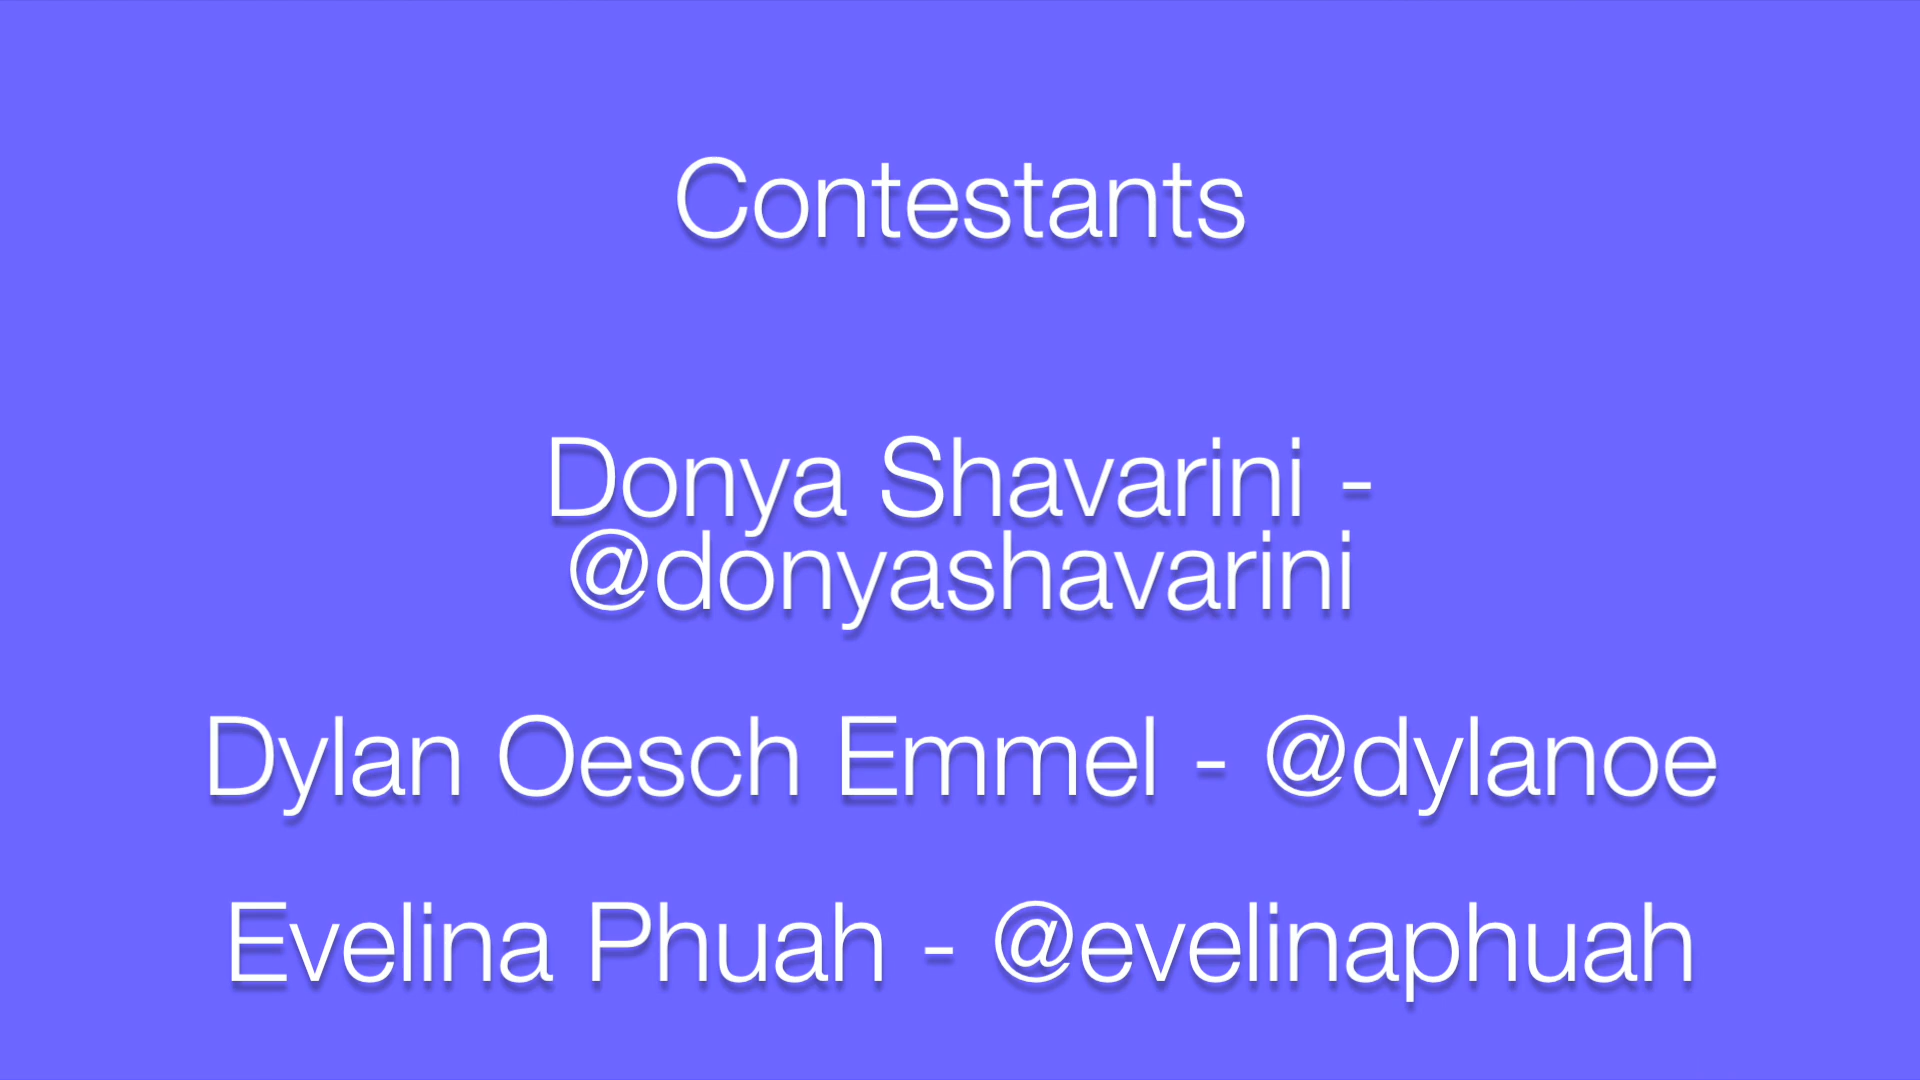 Contestants
Donya Shavarini -
@donyashavarini
Dylan Oesch Emmel - @dylanoe
Evelina Phuah - @evelinaphuah